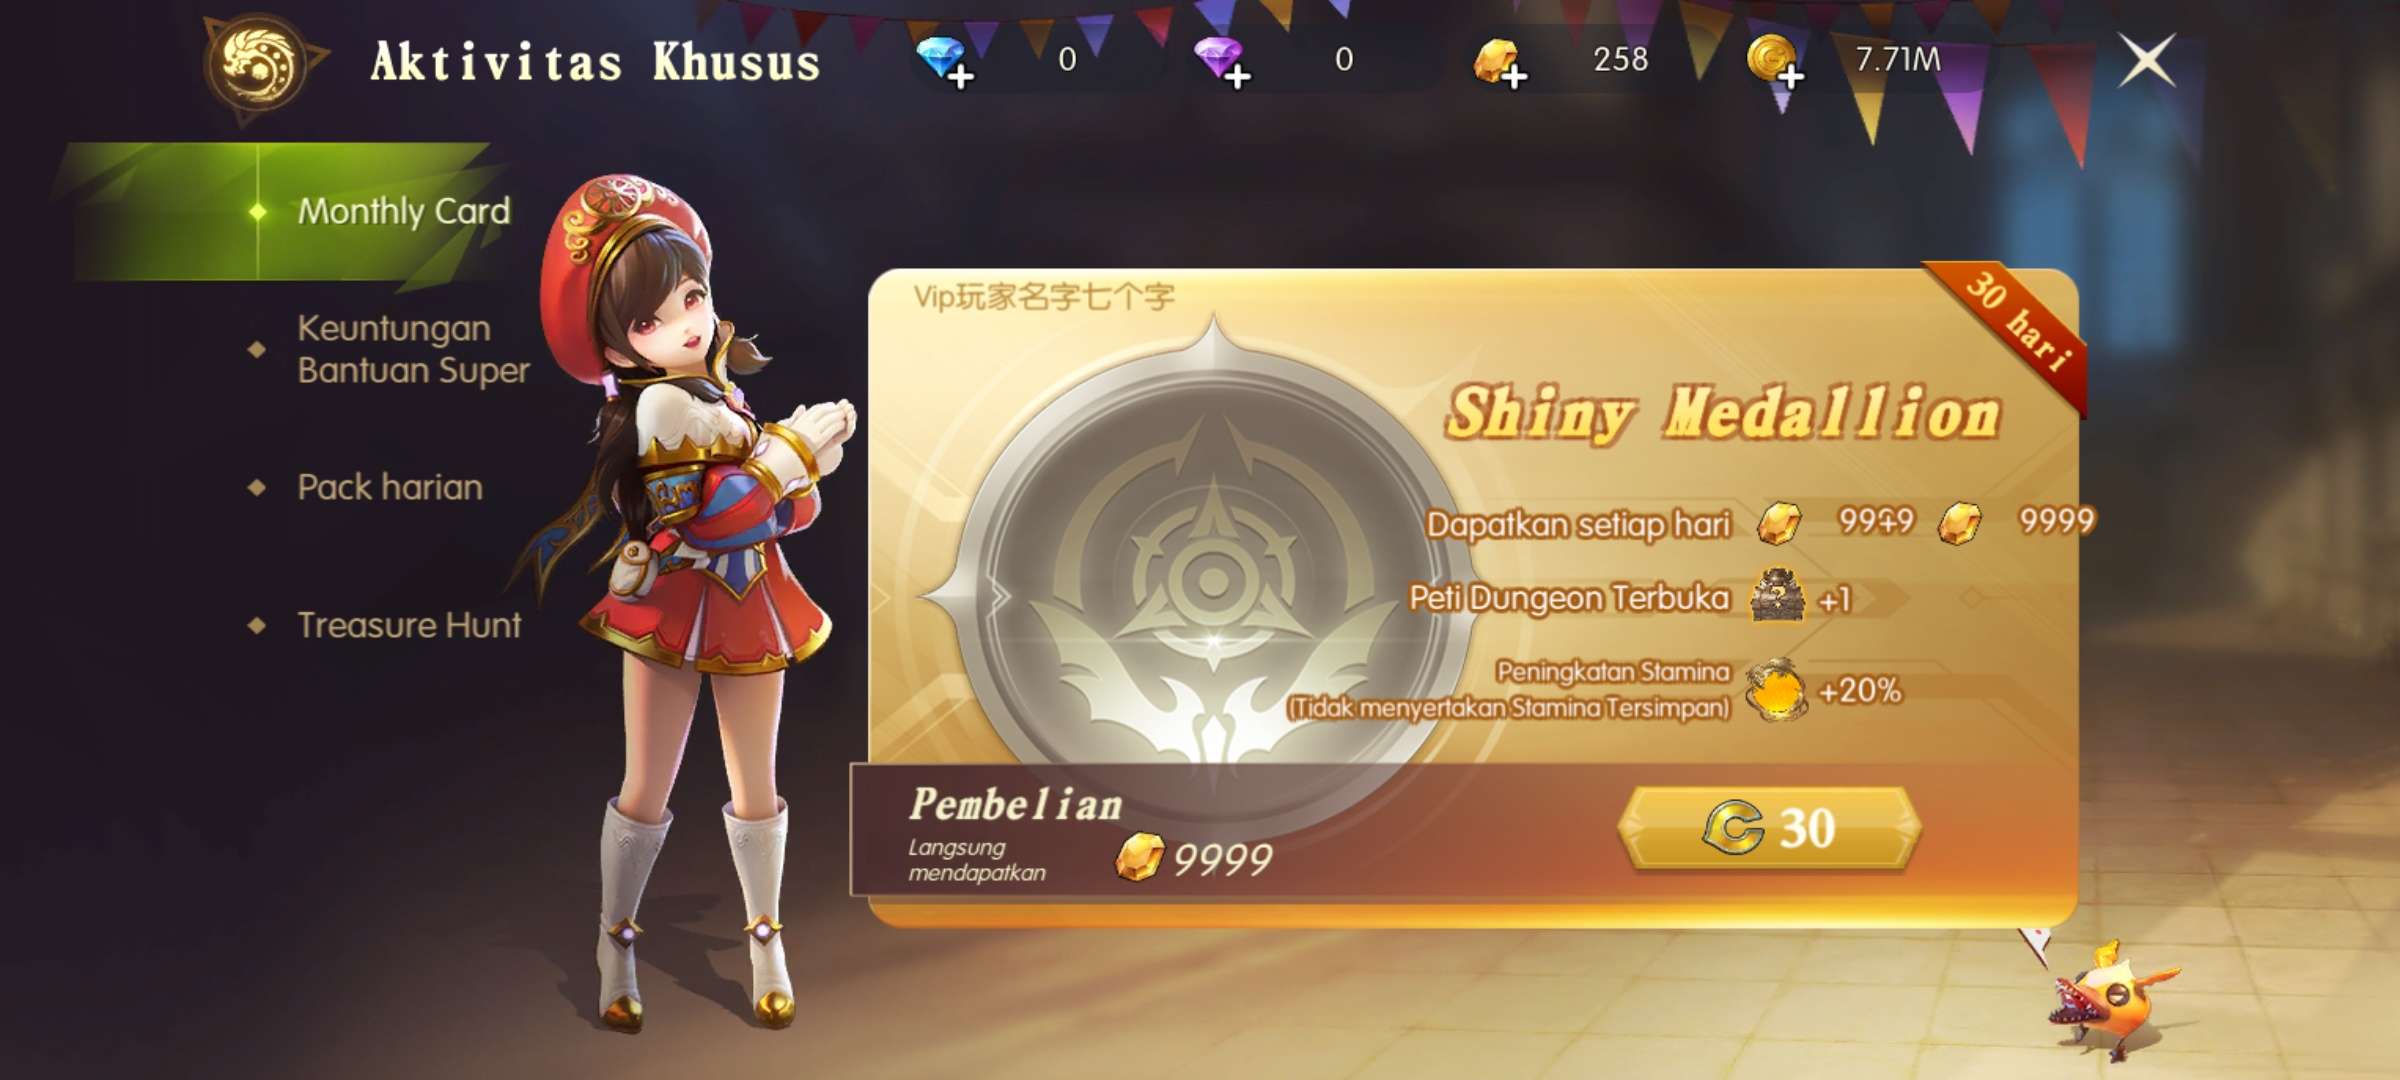 Aktivitas Khusus
0
0
258
7.71M
Monthly Card
Keuntungan
Bantuan Super
Pack harian
Treasure Hunt
Vip玩家名字七个字
30 hari
Shiny Medallion
Dapatkan setiap hari 9999 9999
Peti Dungeon Terbuka +1
Peningkatan Stamina
(Tidak menyertakan Stamina Tersimpan) +20%
Pembelian
Langsung
mendapatkan 9999
30